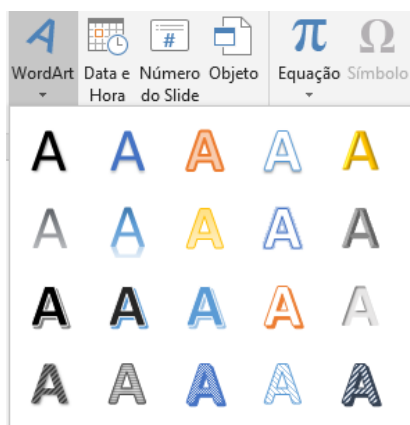 #
π Ω
WordArt Data e Número Objeto Equação Símbolo
Hora do Slide
A A A A A
A A A A A
A A A A A
A A A A A